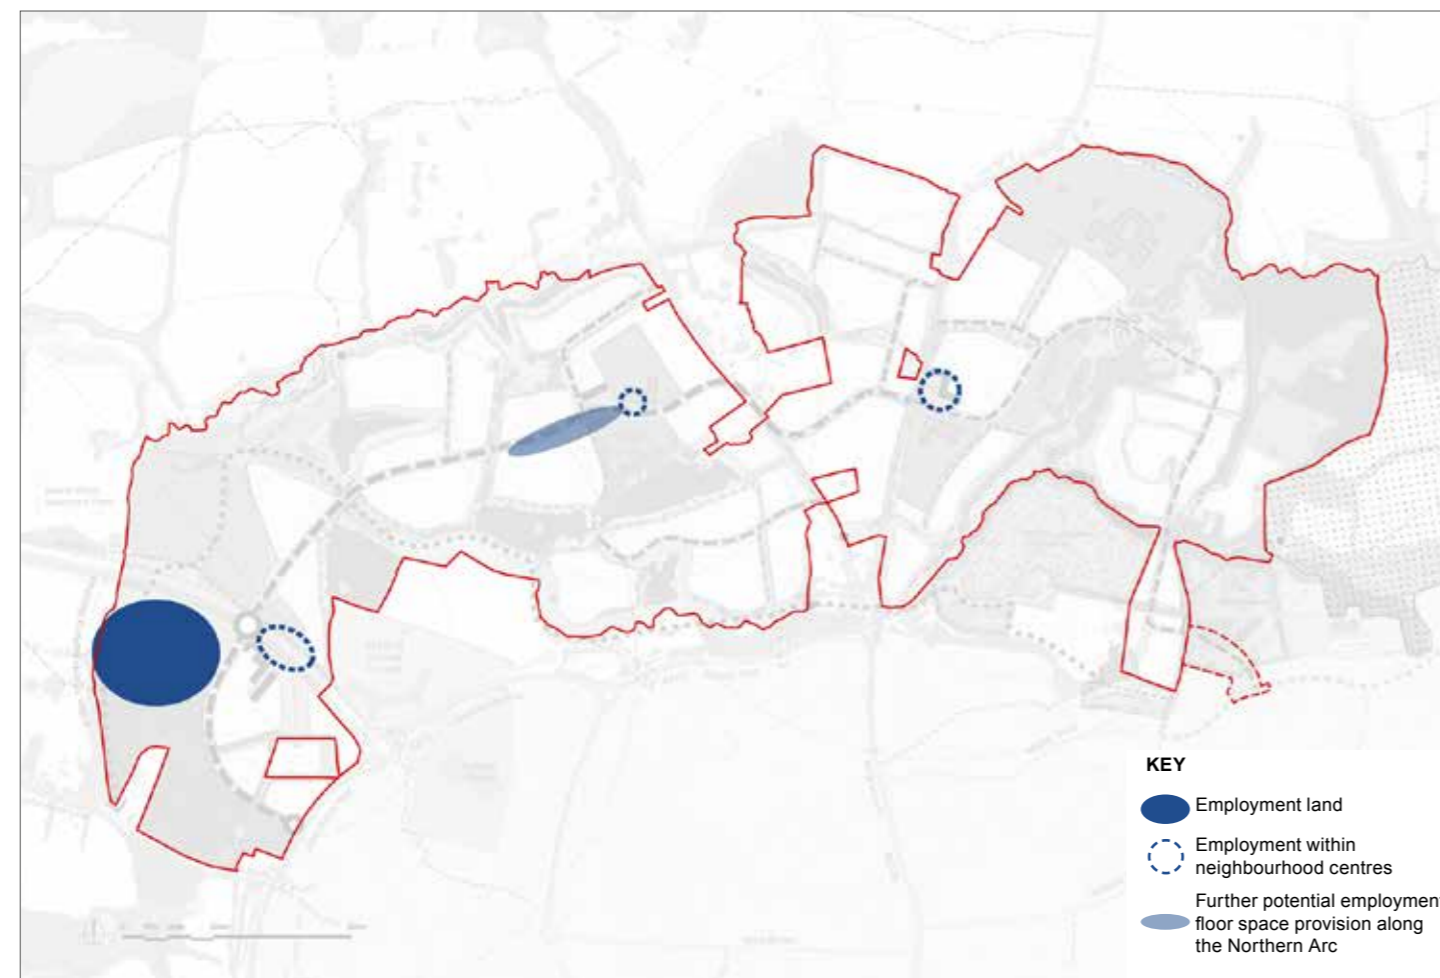 KEY
Employment land
Employment within
neighbourhood centres
Further potential employmen
floor space provision along
the Northern Arc